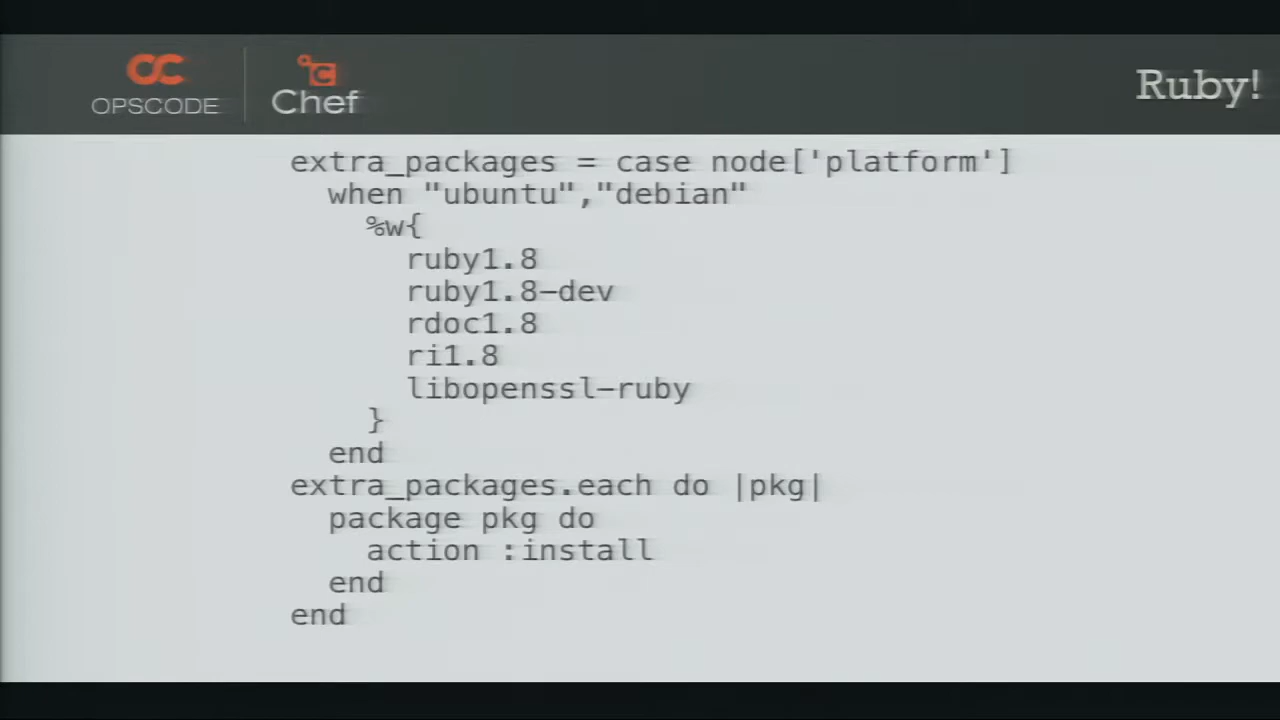 OPSCODE
Chef
Ruby!
extra_packages = case node['platform']
  when "ubuntu","debian"
    %w{
      ruby1.8
      ruby1.8-dev
      rdoc1.8
      ri1.8
      libopenssl-ruby
    }
  end
extra_packages.each do |pkg|
  package pkg do
    action :install
  end
end